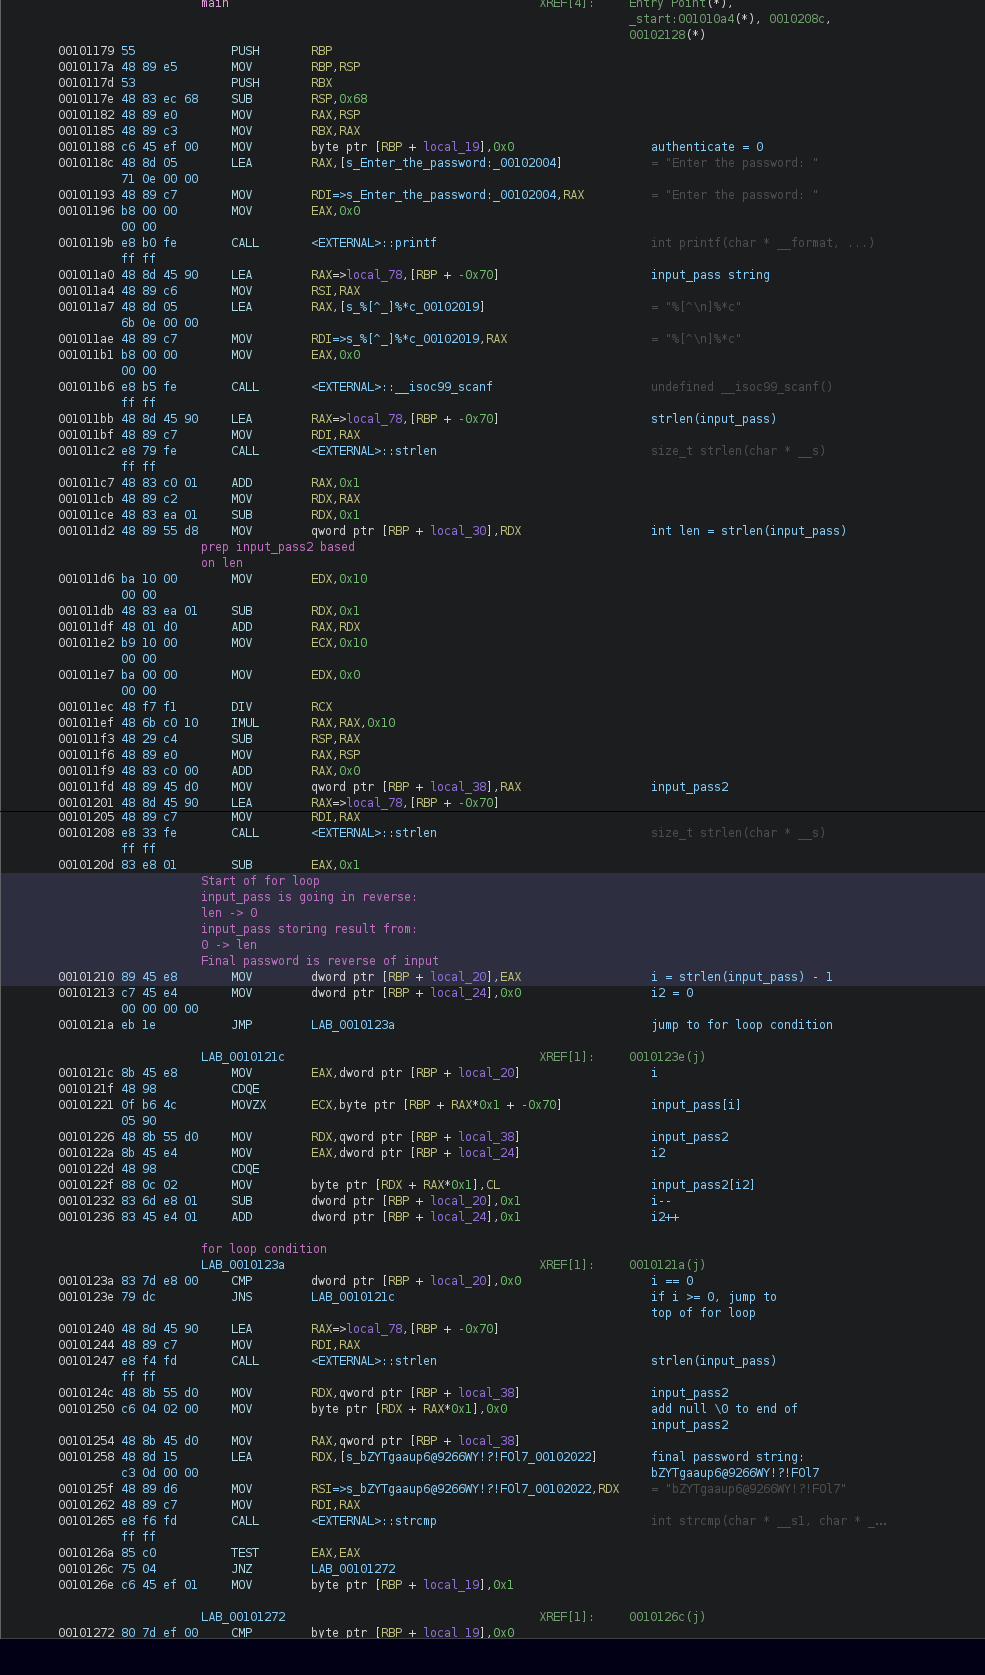 main XREF[4]: Entry Point(*),
_start:001010a4(*), 0010208c,
00102128(*)
00101179 55 PUSH RBP
0010117a 48 89 e5 MOV RBP,RSP
0010117d 53 PUSH RBX
0010117e 48 83 ec 68 SUB RSP,0x68
00101182 48 89 e0 MOV RAX,RSP
00101185 48 89 c3 MOV RBX,RAX
00101188 c6 45 ef 00 MOV byte ptr [RBP + local_19],0x0 authenticate = 0
0010118c 48 8d 05 LEA RAX,[s_Enter_the_password:_00102004] = "Enter the password: "
71 0e 00 00
00101193 48 89 c7 MOV RDI=>s_Enter_the_password:_00102004,RAX = "Enter the password: "
00101196 b8 00 00 MOV EAX,0x0
00 00
0010119b e8 b0 fe CALL <EXTERNAL>::printf int printf(char * __format, ...)
ff ff
001011a0 48 8d 45 90 LEA RAX=>local_78,[RBP + -0x70] input_pass string
001011a4 48 89 c6 MOV RSI,RAX
001011a7 48 8d 05 LEA RAX,[s_%[^_]%*c_00102019] = "%[^\n]%*c"
6b 0e 00 00
001011ae 48 89 c7 MOV RDI=>s_%[^_]%*c_00102019,RAX = "%[^\n]%*c"
001011b1 b8 00 00 MOV EAX,0x0
00 00
001011b6 e8 b5 fe CALL <EXTERNAL>::__isoc99_scanf undefined __isoc99_scanf()
ff ff
001011bb 48 8d 45 90 LEA RAX=>local_78,[RBP + -0x70] strlen(input_pass)
001011bf 48 89 c7 MOV RDI,RAX
001011c2 e8 79 fe CALL <EXTERNAL>::strlen size_t strlen(char * __s)
ff ff
001011c7 48 83 c0 01 ADD RAX,0x1
001011cb 48 89 c2 MOV RDX,RAX
001011ce 48 83 ea 01 SUB RDX,0x1
001011d2 48 89 55 d8 MOV qword ptr [RBP + local_30],RDX int len = strlen(input_pass)
prep input_pass2 based
on len
001011d6 ba 10 00 MOV EDX,0x10
00 00
001011db 48 83 ea 01 SUB RDX,0x1
001011df 48 01 d0 ADD RAX,RDX
001011e2 b9 10 00 MOV ECX,0x10
00 00
001011e7 ba 00 00 MOV EDX,0x0
00 00
001011ec 48 f7 f1 DIV RCX
001011ef 48 6b c0 10 IMUL RAX,RAX,0x10
001011f3 48 29 c4 SUB RSP,RAX
001011f6 48 89 e0 MOV RAX,RSP
001011f9 48 83 c0 00 ADD RAX,0x0
001011fd 48 89 45 d0 MOV qword ptr [RBP + local_38],RAX input_pass2
00101201 48 8d 45 90 LEA RAX=>local_78,[RBP + -0x70]
00101205 48 89 c7 MOV RDI,RAX
00101208 e8 33 fe CALL <EXTERNAL>::strlen size_t strlen(char * __s)
ff ff
0010120d 83 e8 01 SUB EAX,0x1
Start of for loop
input_pass is going in reverse:
len -> 0
input_pass storing result from:
0 -> len
Final password is reverse of input
00101210 89 45 e8 MOV dword ptr [RBP + local_20],EAX i = strlen(input_pass) - 1
00101213 c7 45 e4 MOV dword ptr [RBP + local_24],0x0 i2 = 0
00 00 00 00
0010121a eb 1e JMP LAB_0010123a jump to for loop condition
LAB_0010121c XREF[1]: 0010123e(j)
0010121c 8b 45 e8 MOV EAX,dword ptr [RBP + local_20] i
0010121f 48 98 CDQE
00101221 0f b6 4c MOVZX ECX,byte ptr [RBP + RAX*0x1 + -0x70] input_pass[i]
05 90
00101226 48 8b 55 d0 MOV RDX,qword ptr [RBP + local_38] input_pass2
0010122a 8b 45 e4 MOV EAX,dword ptr [RBP + local_24] i2
0010122d 48 98 CDQE
0010122f 88 0c 02 MOV byte ptr [RDX + RAX*0x1],CL input_pass2[i2]
00101232 83 6d e8 01 SUB dword ptr [RBP + local_20],0x1 i--
00101236 83 45 e4 01 ADD dword ptr [RBP + local_24],0x1 i2++
for loop condition
LAB_0010123a XREF[1]: 0010121a(j)
0010123a 83 7d e8 00 CMP dword ptr [RBP + local_20],0x0 i == 0
0010123e 79 dc JNS LAB_0010121c if i >= 0, jump to
top of for loop
00101240 48 8d 45 90 LEA RAX=>local_78,[RBP + -0x70]
00101244 48 89 c7 MOV RDI,RAX
00101247 e8 f4 fd CALL <EXTERNAL>::strlen strlen(input_pass)
ff ff
0010124c 48 8b 55 d0 MOV RDX,qword ptr [RBP + local_38] input_pass2
00101250 c6 04 02 00 MOV byte ptr [RDX + RAX*0x1],0x0 add null \0 to end of
input_pass2
00101254 48 8b 45 d0 MOV RAX,qword ptr [RBP + local_38]
00101258 48 8d 15 LEA RDX,[s_bZYTgaaup6@9266WY!?!FOl7_00102022] final password string:
c3 0d 00 00 bZYTgaaup6@9266WY!?!FOl7
0010125f 48 89 d6 MOV RSI=>s_bZYTgaaup6@9266WY!?!FOl7_00102022,RDX = "bZYTgaaup6@9266WY!?!FOl7"
00101262 48 89 c7 MOV RDI,RAX
00101265 e8 f6 fd CALL <EXTERNAL>::strcmp int strcmp(char * __s1, char * _...
ff ff
0010126a 85 c0 TEST EAX,EAX
0010126c 75 04 JNZ LAB_00101272
0010126e c6 45 ef 01 MOV byte ptr [RBP + local_19],0x1
LAB_00101272 XREF[1]: 0010126c(j)
00101272 80 7d ef 00 CMP byte ptr [RBP + local_19],0x0